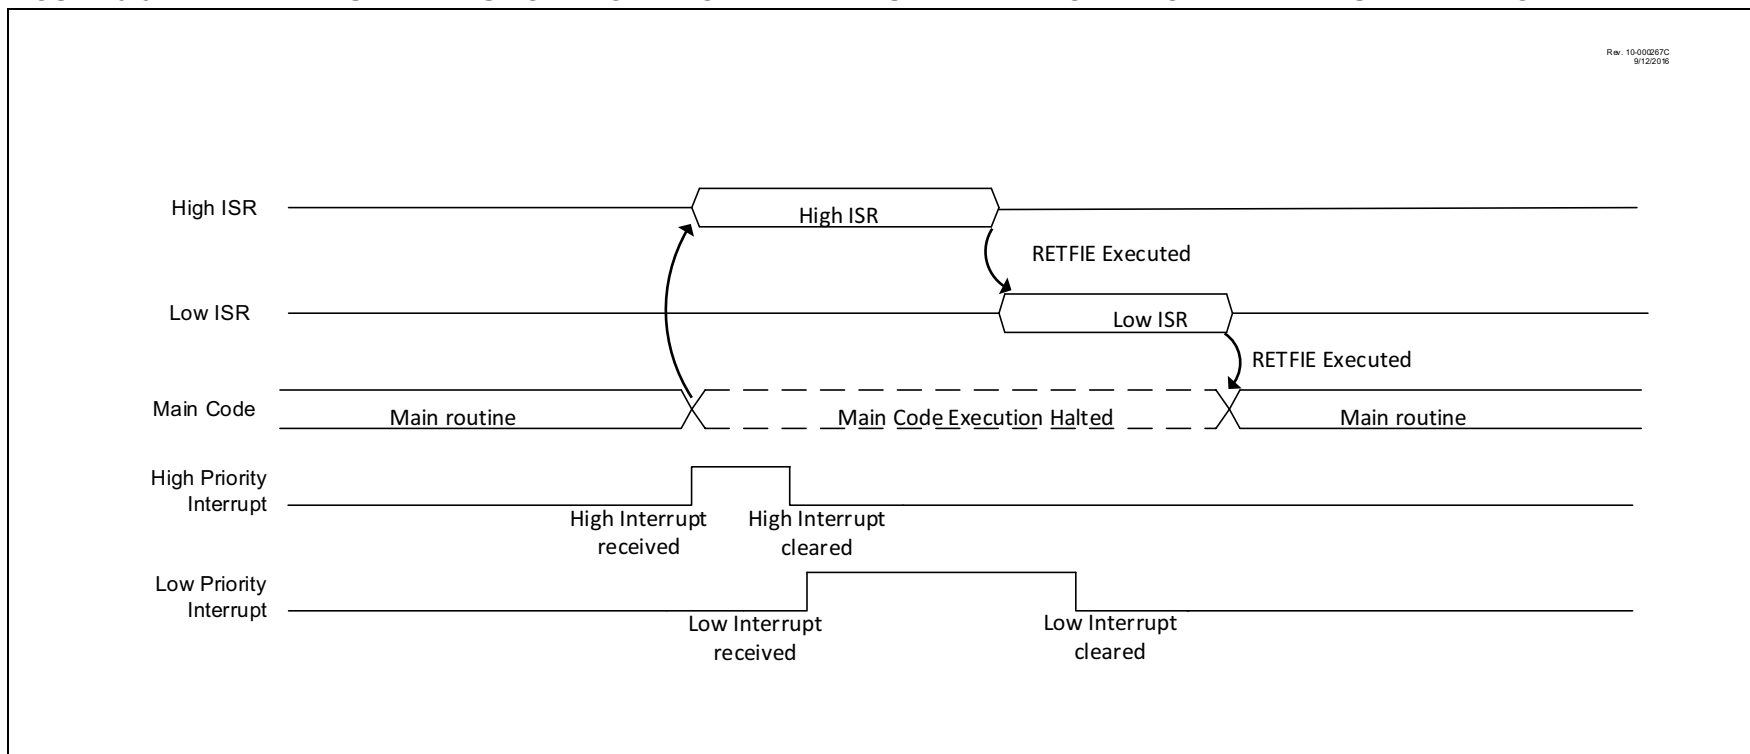 Rev. 10-000267C
9/12/2016
High ISR
High ISR
RETFIE Executed
Low ISR
Low ISR
RETFIE Executed
Main Code
Main routine
Main Code Execution Halted
Main routine
High Priority
Interrupt
High Interrupt
received
High Interrupt
cleared
Low Priority
Interrupt
Low Interrupt
received
Low Interrupt
cleared